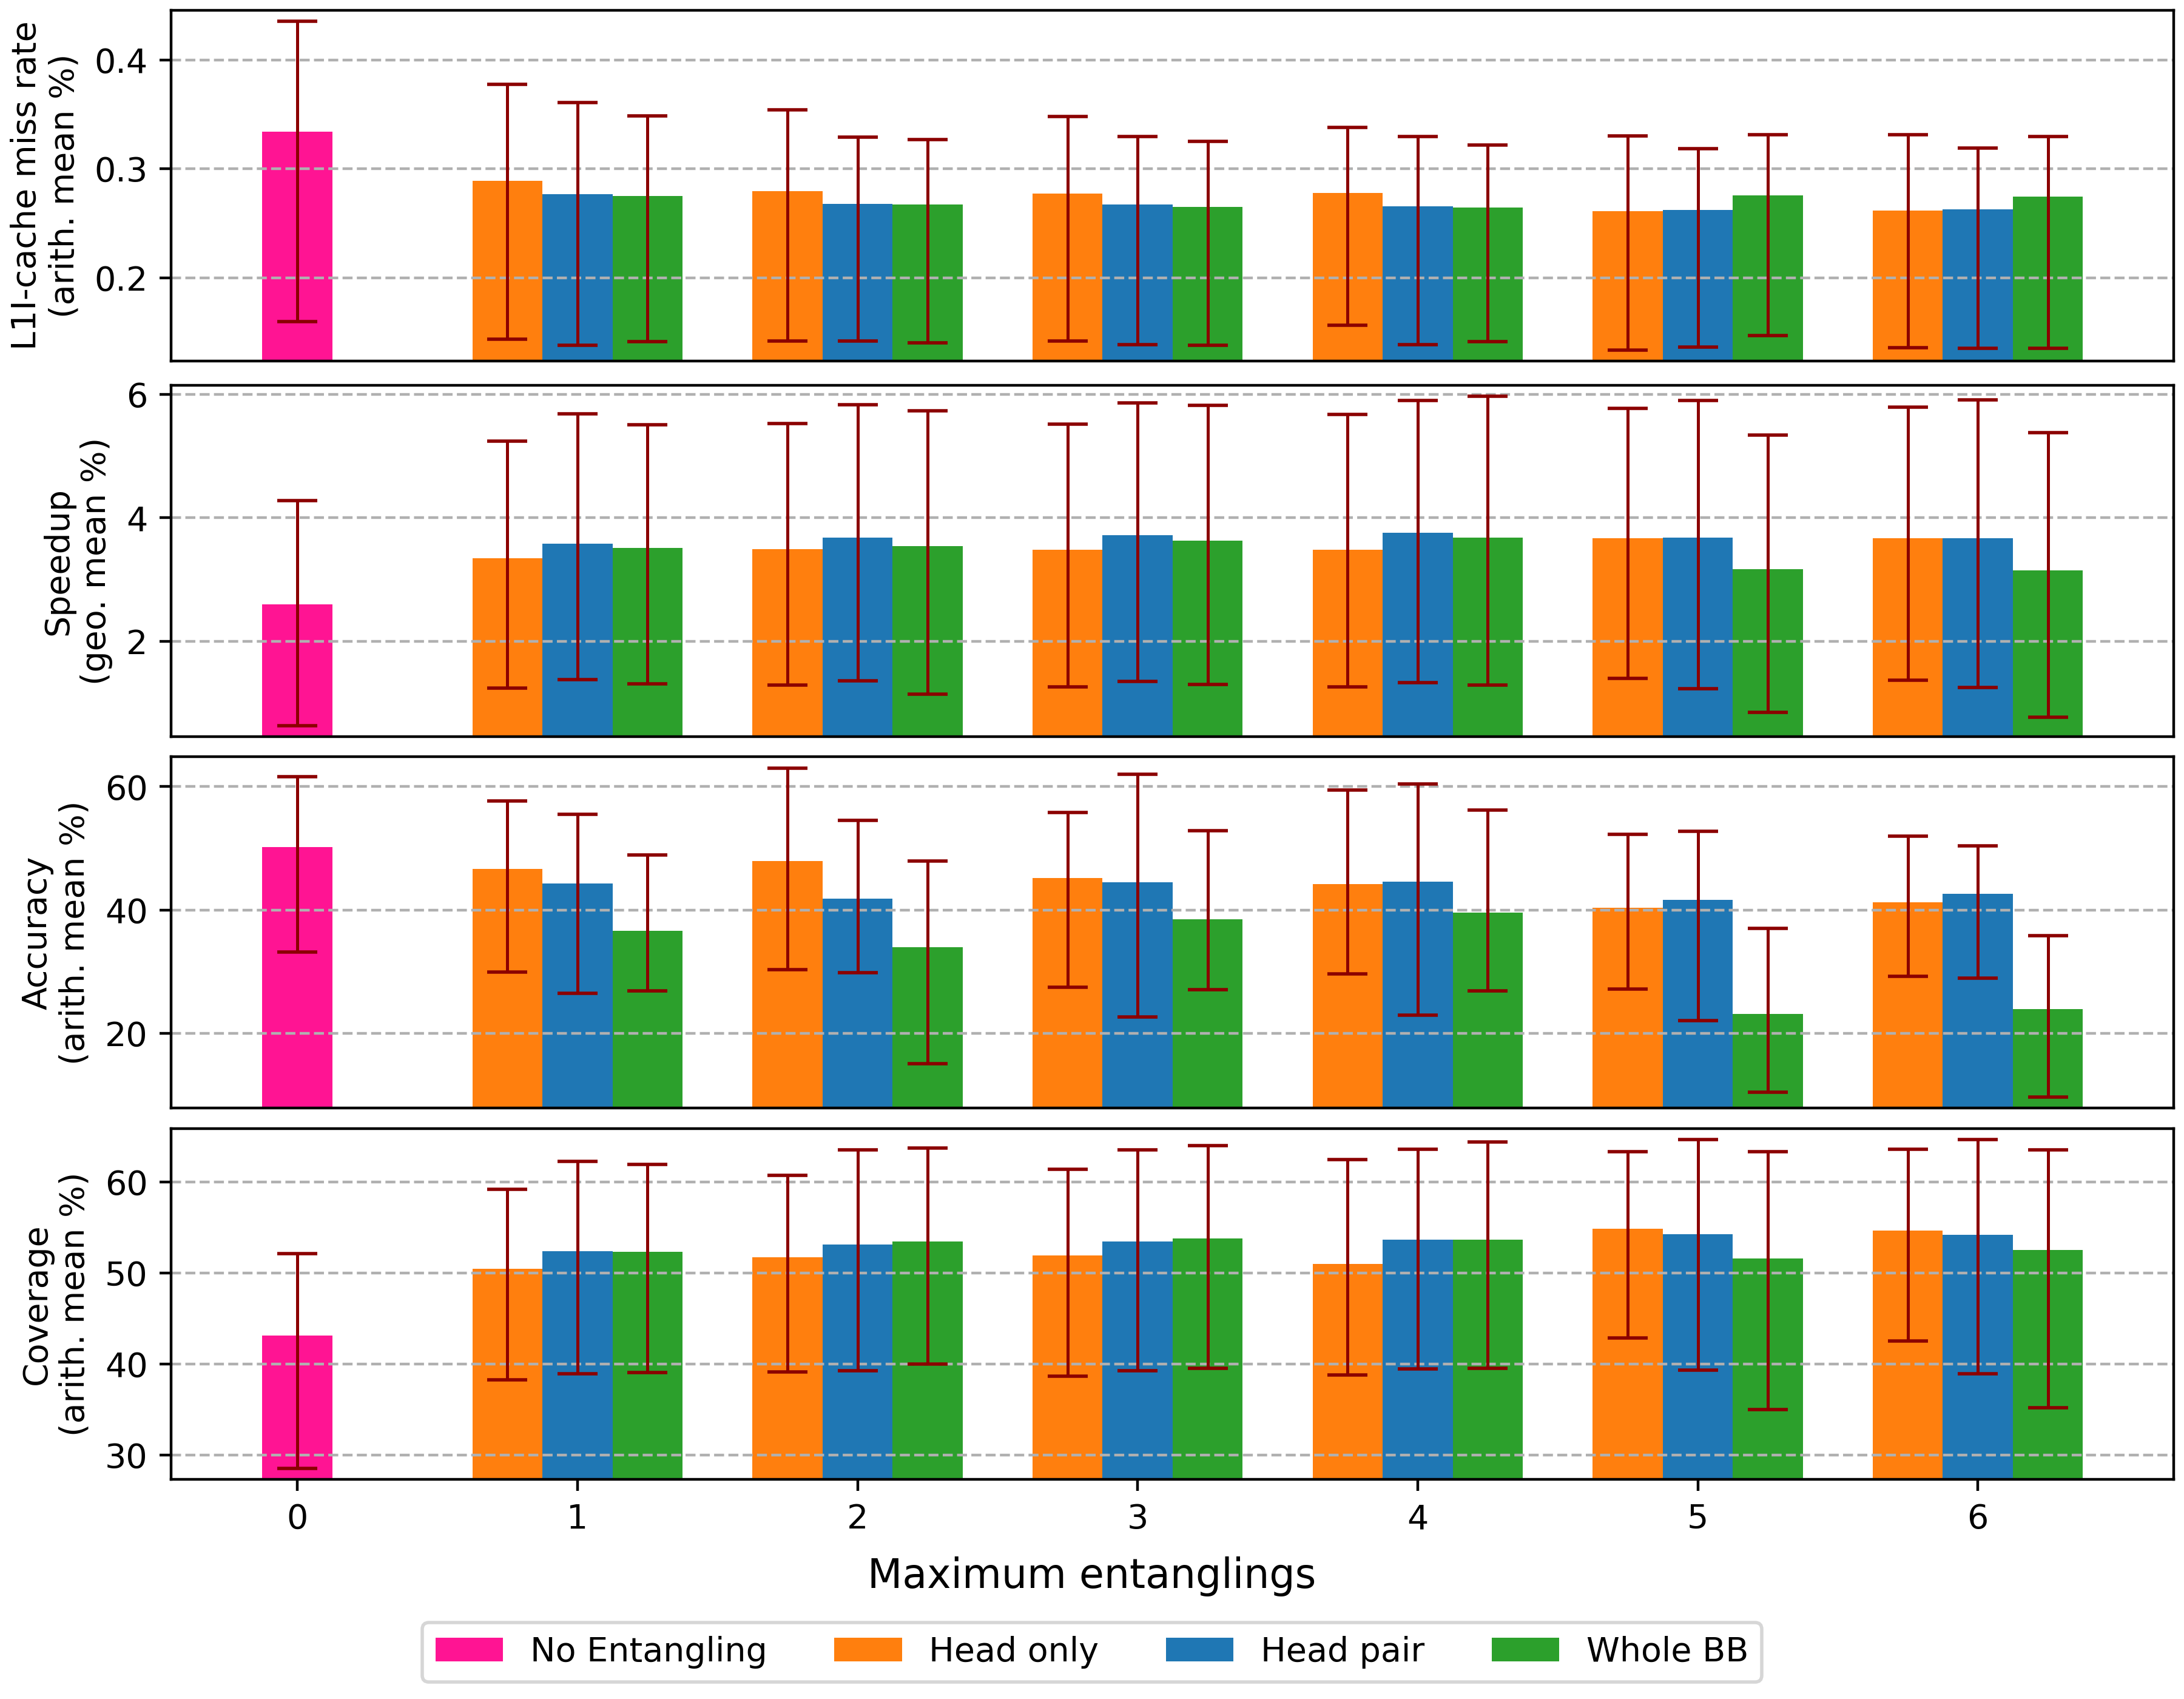 L1I-cache miss rate
(arith. mean %)
0.4
0.3
0.2
Speedup
(geo. mean %)
6
4
2
Accuracy
(arith. mean %)
60
40
20
Coverage
(arith. mean %)
60
50
40
30
0 1 2 3 4 5 6
Maximum entanglings
No Entangling Head only Head pair Whole BB